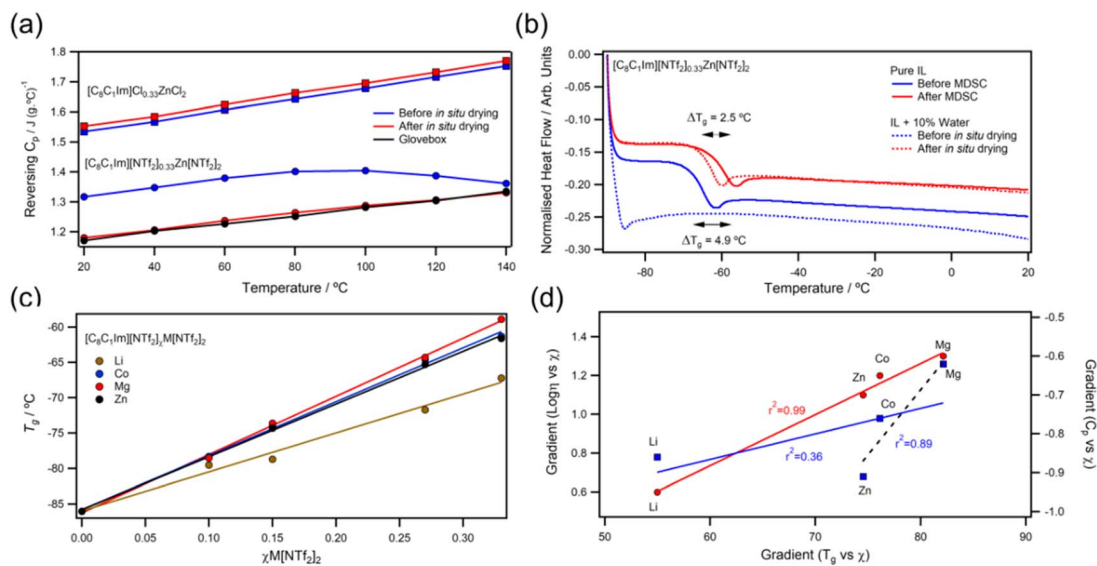 (a)
1.8
1.7
1.6
1.5
1.4
1.3
1.2
Reversing Cp / J (g.ºC)-1
[C8C1Im]Cl0.33ZnCl2
Before in situ drying
After in situ drying
Glovebox
[C8C1Im][NTf2]0.33Zn[NTf2]2
20 40 60 80 100 120 140
Temperature / ºC
(b)
0.00
-0.05
-0.10
-0.15
-0.20
-0.25
-0.30
Normalised Heat Flow / Arb. Units
[C8C1Im][NTf2]0.33Zn[NTf2]2
Pure IL
Before MDSC
After MDSC
IL + 10% Water
Before in situ drying
After in situ drying
ΔTg = 2.5 ºC
ΔTg = 4.9 ºC
-80 -60 -40 -20 0 20
Temperature / ºC
(c)
-60
-65
-70
-75
-80
-85
Tg / ºC
[C8C1Im][NTf2]χM[NTf2]2
Li
Co
Mg
Zn
0.00 0.05 0.10 0.15 0.20 0.25 0.30
χM[NTf2]2
(d)
1.4
1.2
1.0
0.8
0.6
Gradient (Logη vs χ)
Li
Li
Zn
Co
Mg
Mg
Co
Zn
r2=0.99
r2=0.36
r2=0.89
-0.5
-0.6
-0.7
-0.8
-0.9
-1.0
Gradient (Cp vs χ)
50 60 70 80 90
Gradient (Tg vs χ)